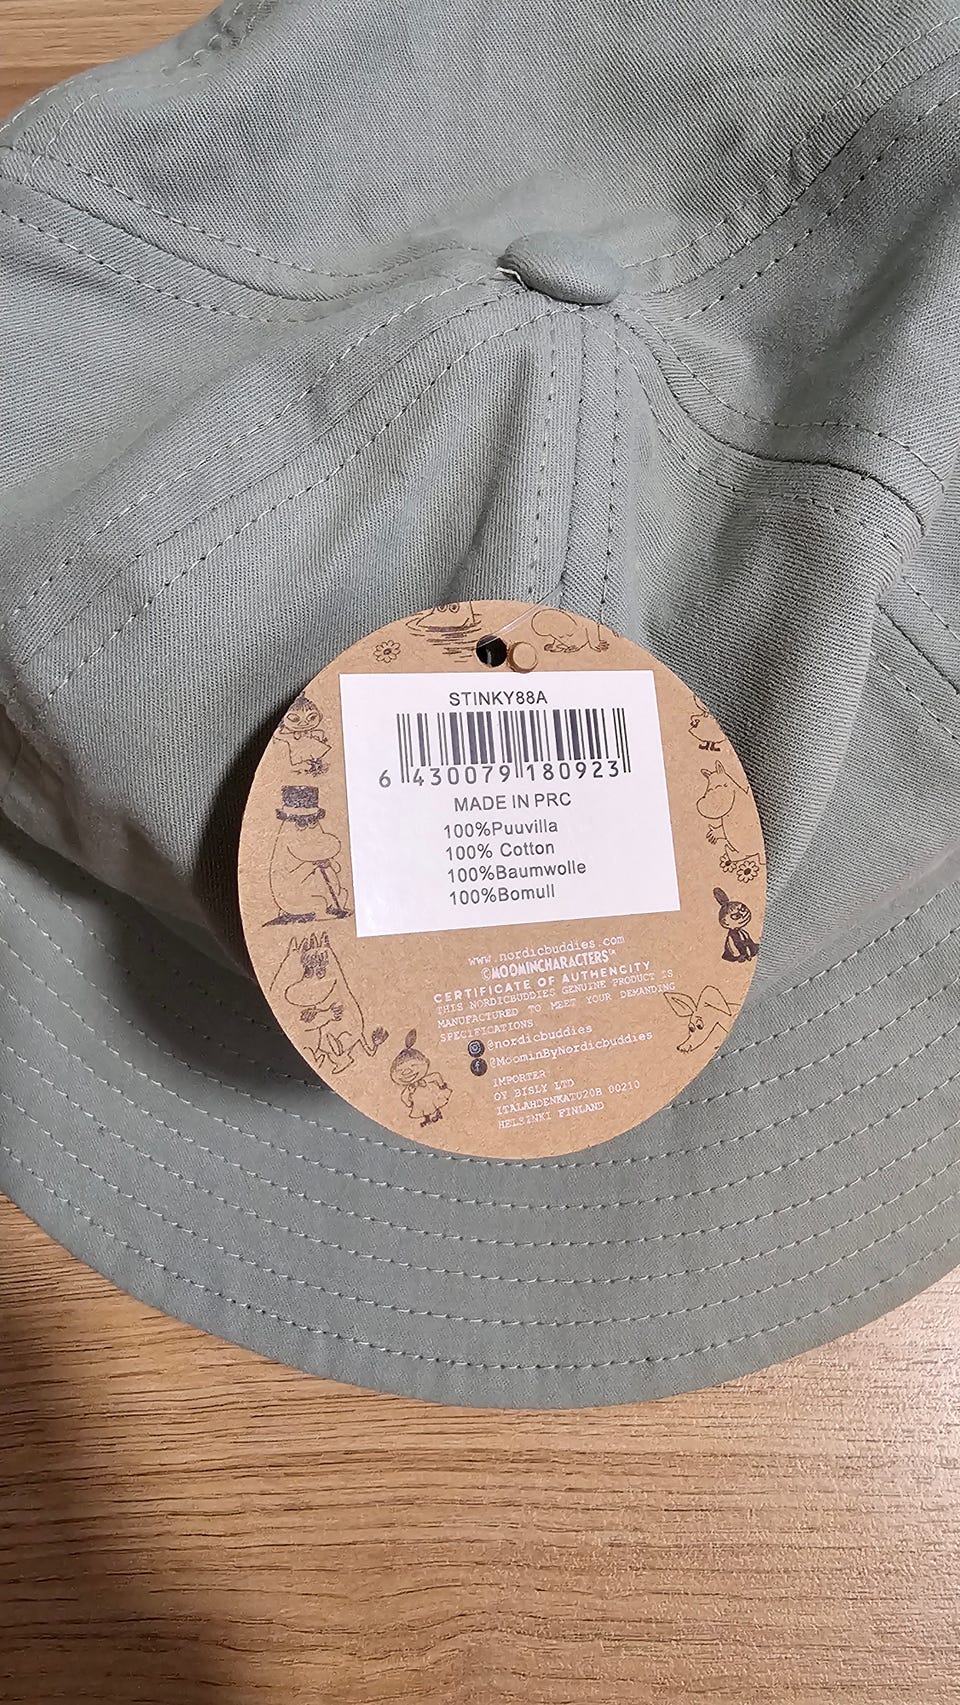 STINKY88A
6 430079 180923
MADE IN PRC
100%Puuvilla
100% Cotton
100%Baumwolle
100%Bomull
www.nordicbuddies.com
©MOOMINCHARACTERS™
CERTIFICATE OF AUTHENCITY
THIS NORDICBUDDIES GENUINE PRODUCT IS
MANUFACTURED TO MEET YOUR DEMANDING
SPECIFICATIONS
@nordicbuddies
@MoominByNordicbuddies
IMPORTER
OY BISLY LTD
ITALAHDENKATU20B 00210
HELSINKI FINLAND